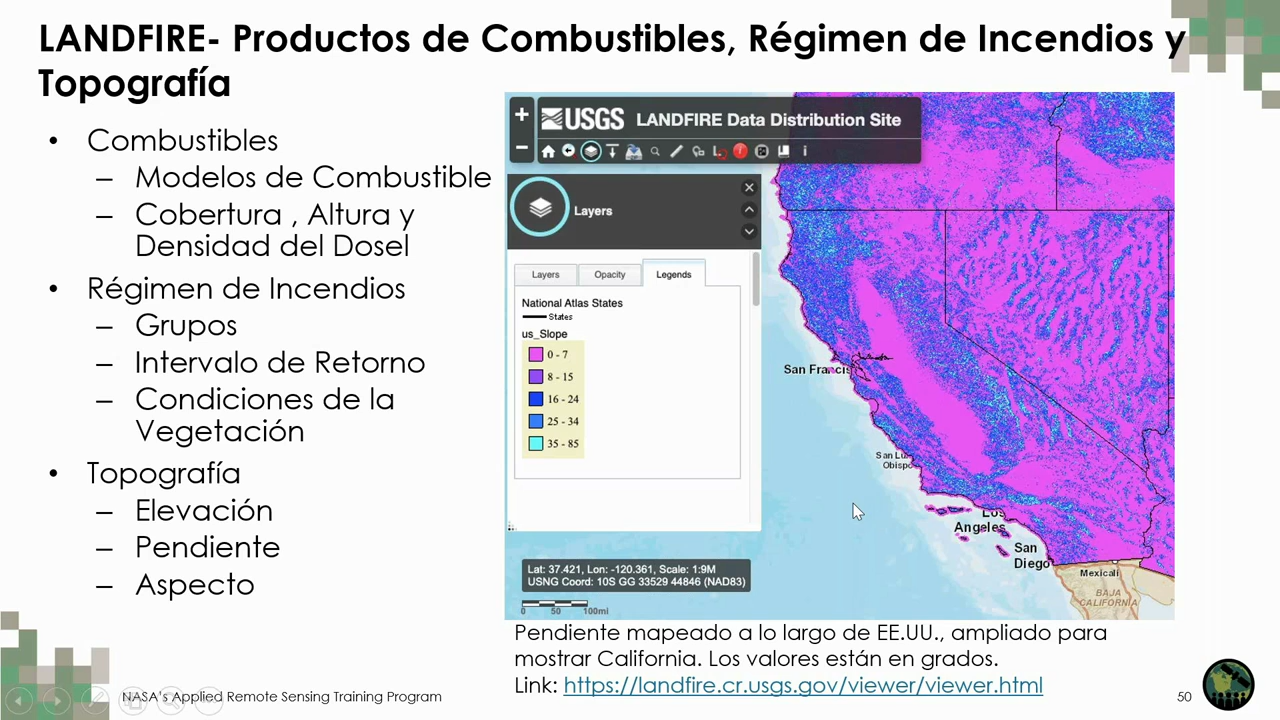 LANDFIRE- Productos de Combustibles, Régimen de Incendios y
Topografía
• Combustibles
– Modelos de Combustible
– Cobertura , Altura y
Densidad del Dosel
• Régimen de Incendios
– Grupos
– Intervalo de Retorno
– Condiciones de la
Vegetación
• Topografía
– Elevación
– Pendiente
– Aspecto
+
−
USGS LANDFIRE Data Distribution Site
Layers
Layers Opacity Legends
National Atlas States
States
us_Slope
0 - 7
8 - 15
16 - 24
25 - 34
35 - 85
San Francis
San Lu
Obispo
Los
Angeles
San
Diego
Mexicali
BAJA
CALIFORNIA
Lat: 37.421, Lon: -120.361, Scale: 1:9M
USNG Coord: 10S GG 33529 44846 (NAD83)
0 50 100mi
Pendiente mapeado a lo largo de EE.UU., ampliado para
mostrar California. Los valores están en grados.
Link: https://landfire.cr.usgs.gov/viewer/viewer.html
NASA's Applied Remote Sensing Training Program
50